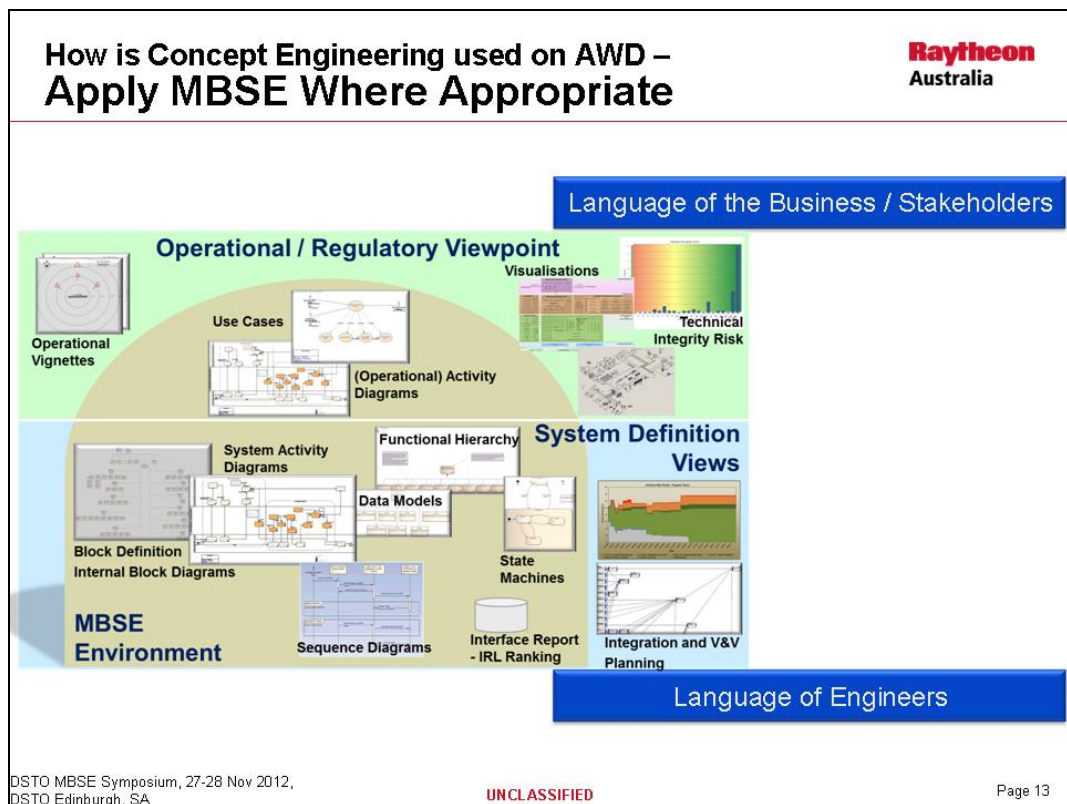 How is Concept Engineering used on AWD –
Apply MBSE Where Appropriate
Raytheon
Australia
Language of the Business / Stakeholders
Operational / Regulatory Viewpoint
Operational
Vignettes
Use Cases
(Operational) Activity
Diagrams
Visualisations
Technical
Integrity Risk
System Definition
Views
System Activity
Diagrams
Functional Hierarchy
Data Models
Block Definition
Internal Block Diagrams
State
Machines
MBSE
Environment
Sequence Diagrams
Interface Report
- IRL Ranking
Integration and V&V
Planning
Language of Engineers
DSTO MBSE Symposium, 27-28 Nov 2012,
DSTO Edinburgh, SA
UNCLASSIFIED
Page 13